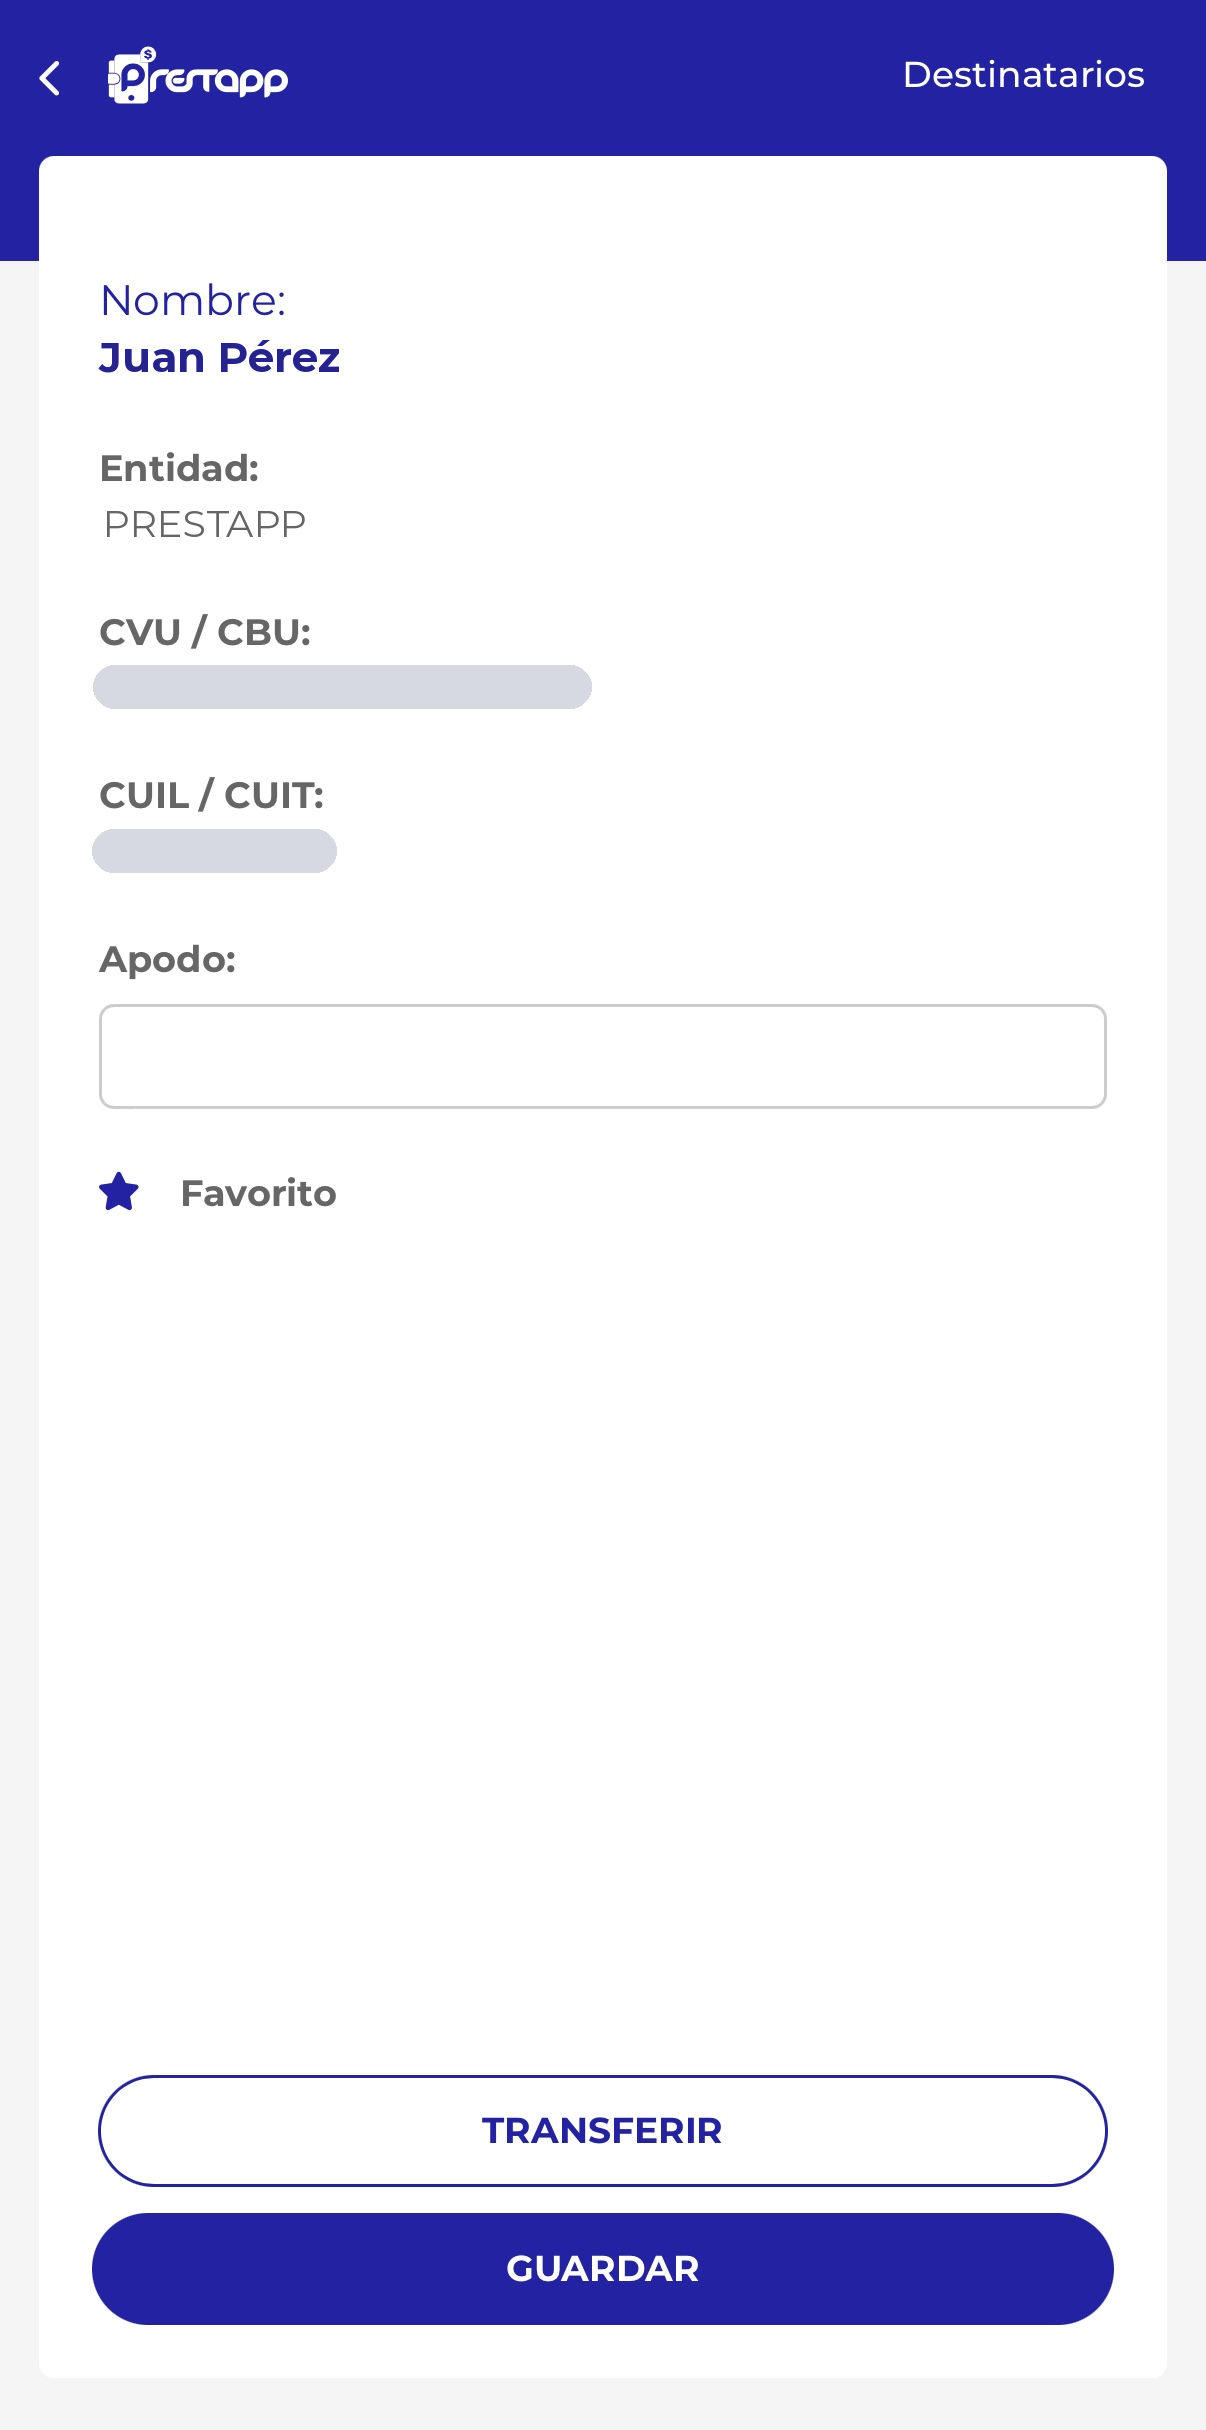 Prestapp
Destinatarios
Nombre:
Juan Pérez
Entidad:
PRESTAPP
CVU / CBU:
CUIL / CUIT:
Apodo:
Favorito
TRANSFERIR
GUARDAR